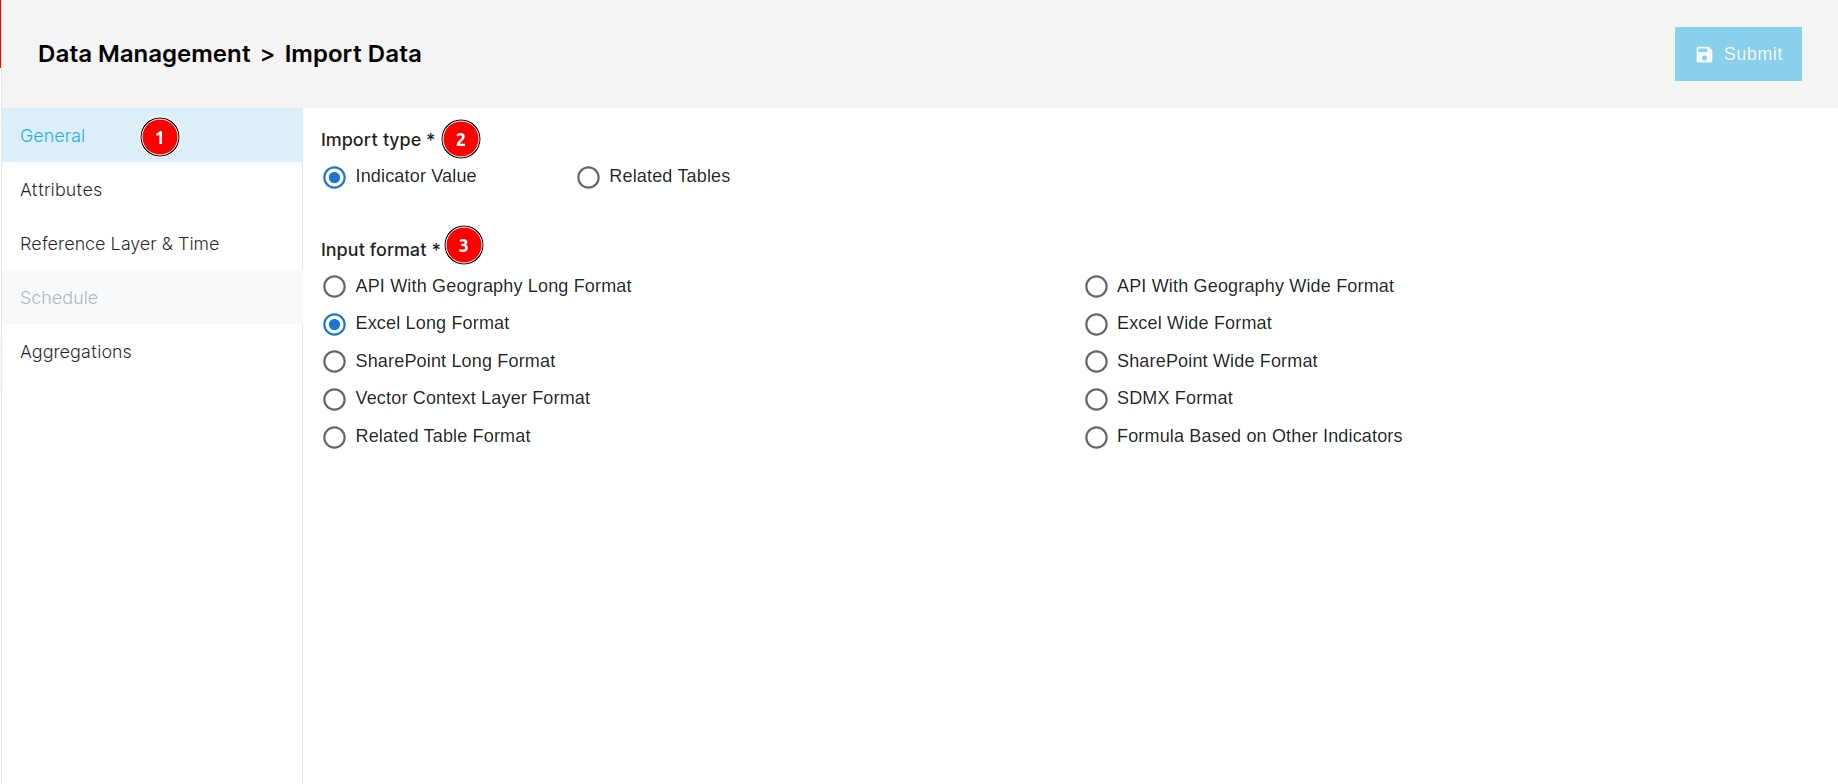 Data Management > Import Data
Submit
General 1
Attributes
Reference Layer & Time
Schedule
Aggregations
Import type * 2
Indicator Value Related Tables
Input format * 3
API With Geography Long Format API With Geography Wide Format
Excel Long Format Excel Wide Format
SharePoint Long Format SharePoint Wide Format
Vector Context Layer Format SDMX Format
Related Table Format Formula Based on Other Indicators